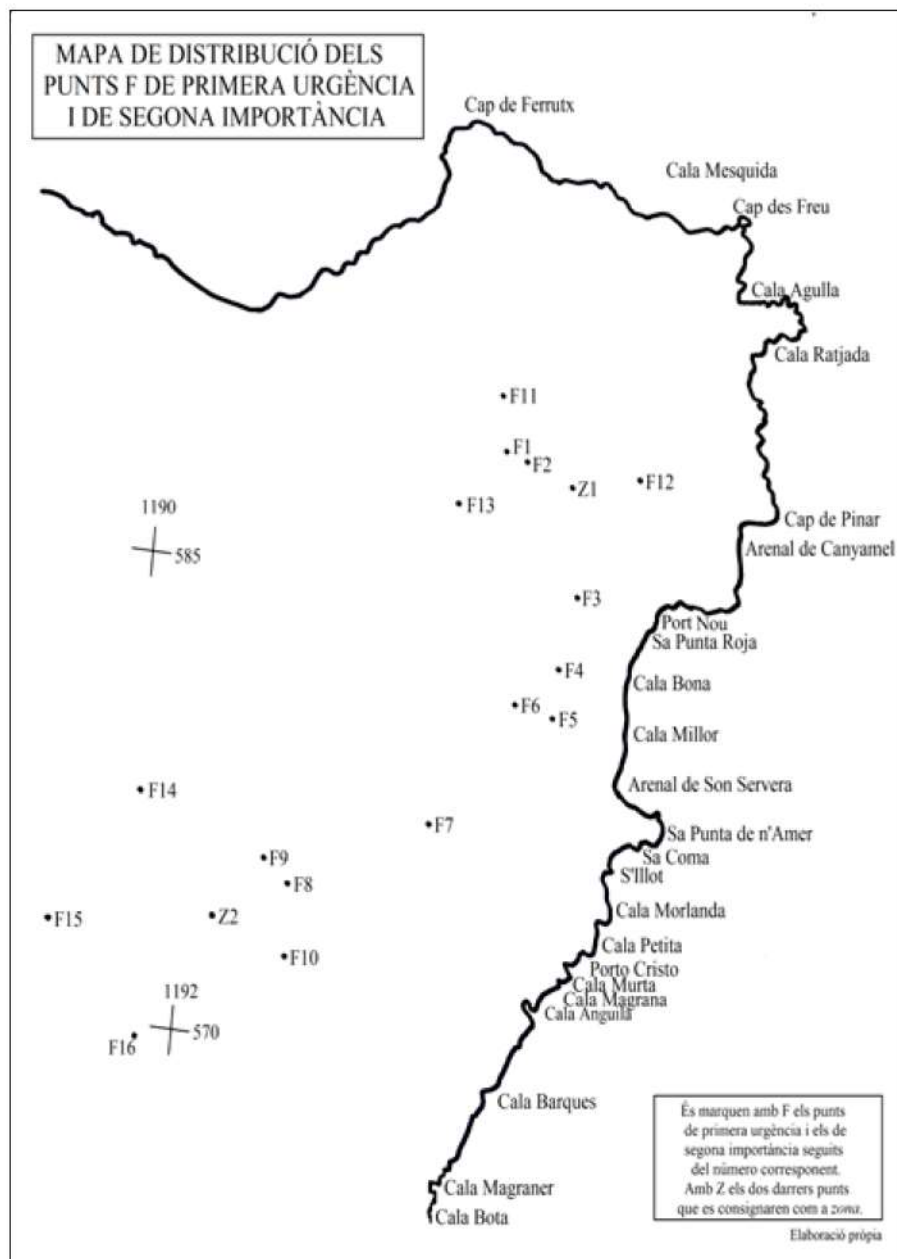 MAPA DE DISTRIBUCIÓ DELS
PUNTS F DE PRIMERA URGÈNCIA
I DE SEGONA IMPORTÀNCIA
Cap de Ferrutx
Cala Mesquida
Cap des Freu
Cala Agulla
Cala Ratjada
F11
F1
F2
Z1
F12
F13
1190
585
Cap de Pinar
Arenal de Canyamel
F3
Port Nou
Sa Punta Roja
F4
Cala Bona
F6
F5
Cala Millor
F14
Arenal de Son Servera
F7
Sa Punta de n'Amer
Sa Coma
S'Illot
F9
F8
F15
Z2
Cala Morlanda
Cala Petita
F10
Porto Cristo
Cala Murta
Cala Magrana
Cala Anguila
1192
570
F16
Cala Barques
Cala Magraner
Cala Bota
És marquen amb F els punts
de primera urgència i els de
segona importància seguits
del número corresponent.
Amb Z els dos darrers punts
que es consignaren com a zona.
Elaboració pròpia